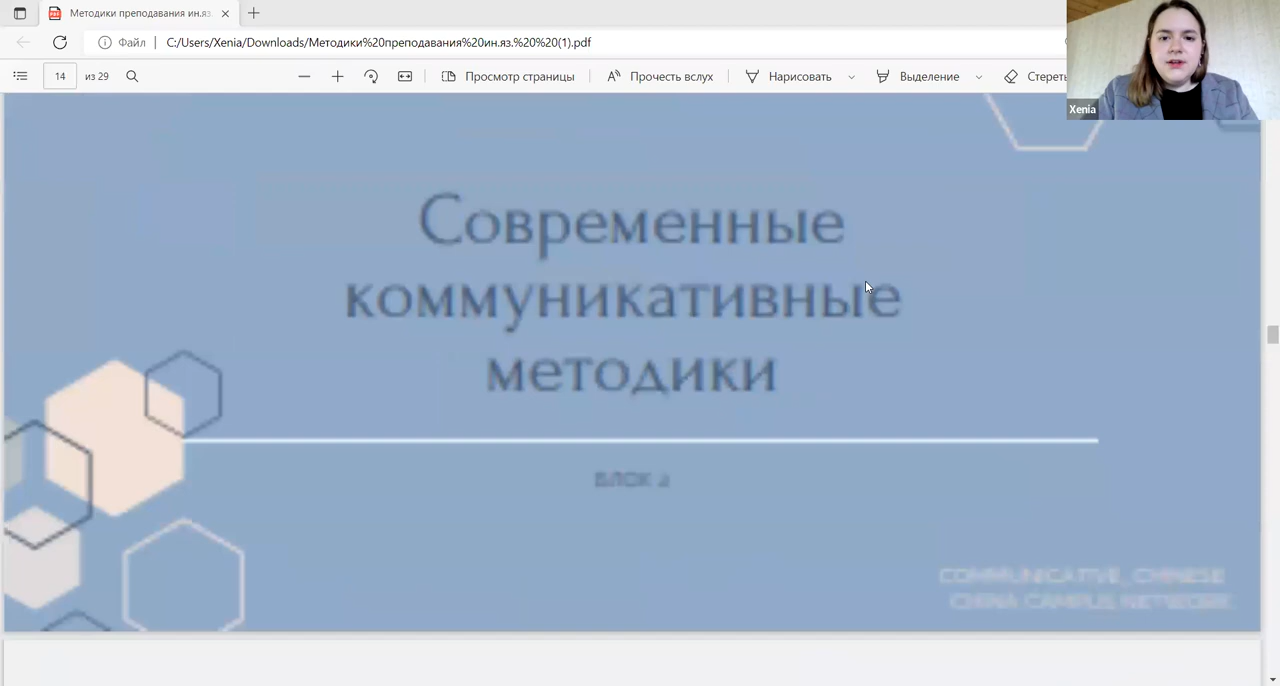 Методики преподавания ин.яз.
Файл
C:/Users/Xenia/Downloads/Методики%20преподавания%20ин.яз.%20%20(1).pdf
14 из 29
Просмотр страницы
Прочесть вслух
Нарисовать
Выделение
Стереть
Xenia
Современные
коммуникативные
методики
БЛОК 2
COMMUNICATIVE, CHINESE
CHINA CAMPUS NETWORK